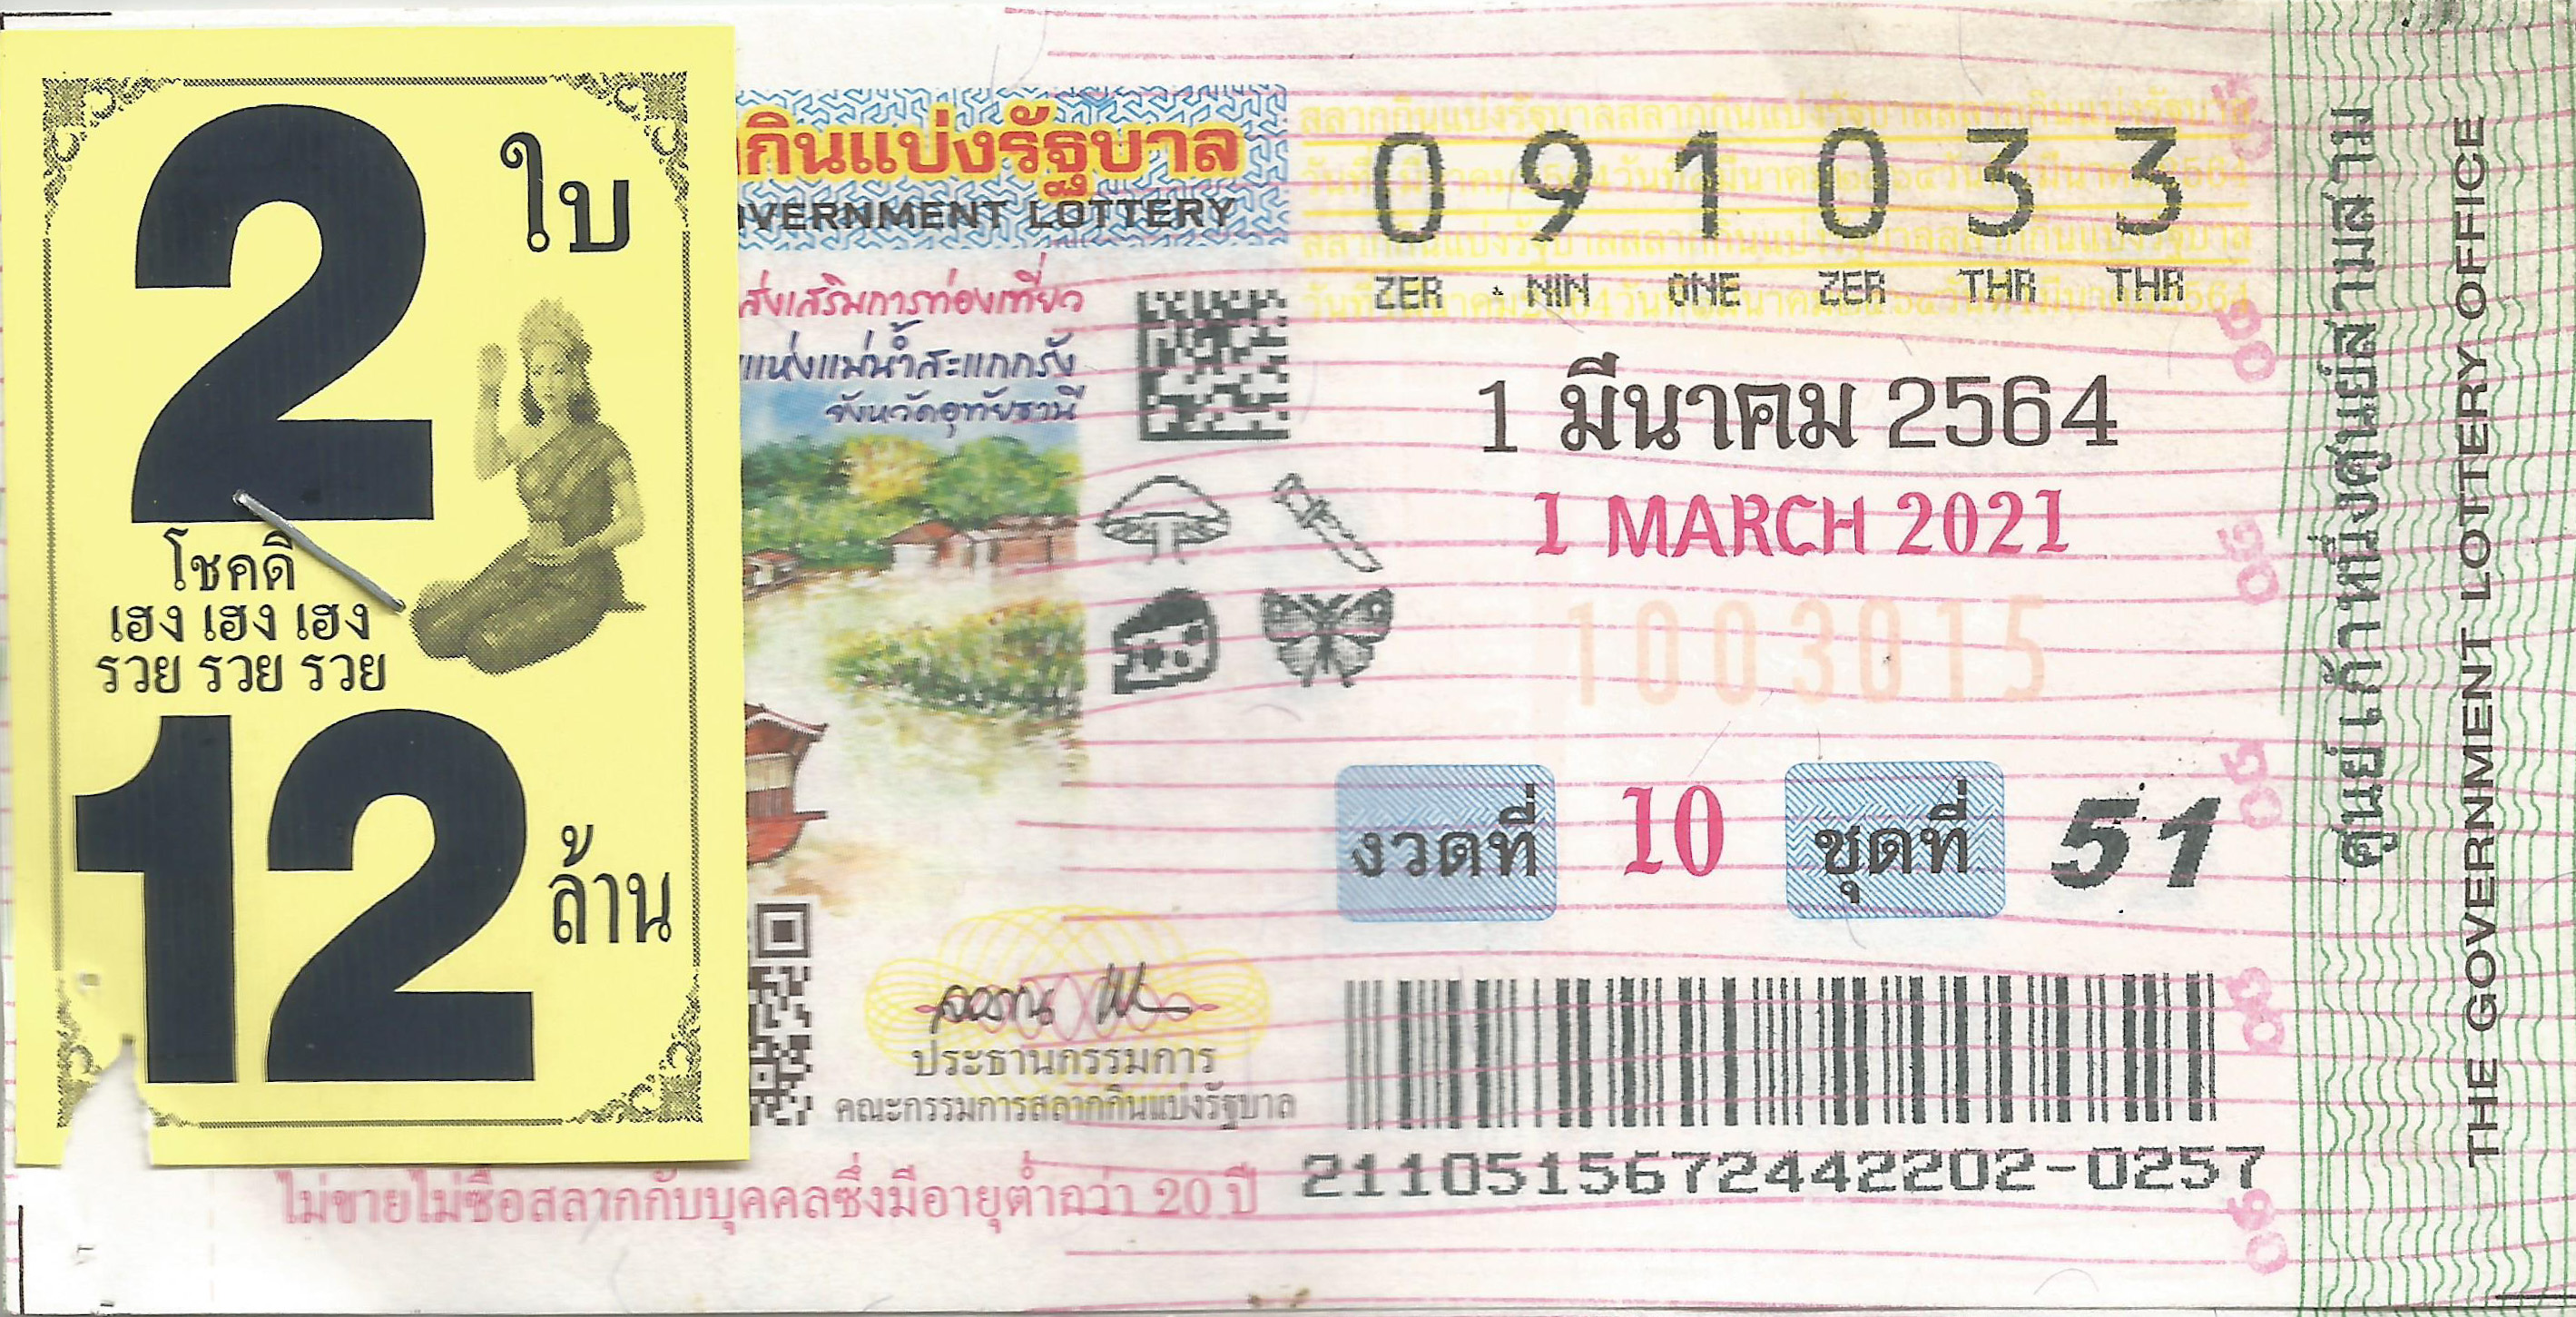 2 ใบ
โชคดี
เฮง เฮง เฮง
รวย รวย รวย
12 ล้าน
กินแบ่งรัฐบาล
VERNMENT LOTTERY
ส่งเสริมการท่องเที่ยว
แห่งแม่น้ำสะแกกรัง
จังหวัดอุทัยธานี
0 9 1 0 3 3
ZER NIN ONE ZER THR THR
1 มีนาคม 2564
1 MARCH 2021
1003015
งวดที่ 10 ชุดที่ 51
ประธานกรรมการ
คณะกรรมการสลากกินแบ่งรัฐบาล
2110515672442202-0257
ไม่ขายไม่ซื้อสลากกับบุคคลซึ่งมีอายุต่ำกว่า 20 ปี
ศูนย์เก้าหนึ่งศูนย์สามสาม
THE GOVERNMENT LOTTERY OFFICE